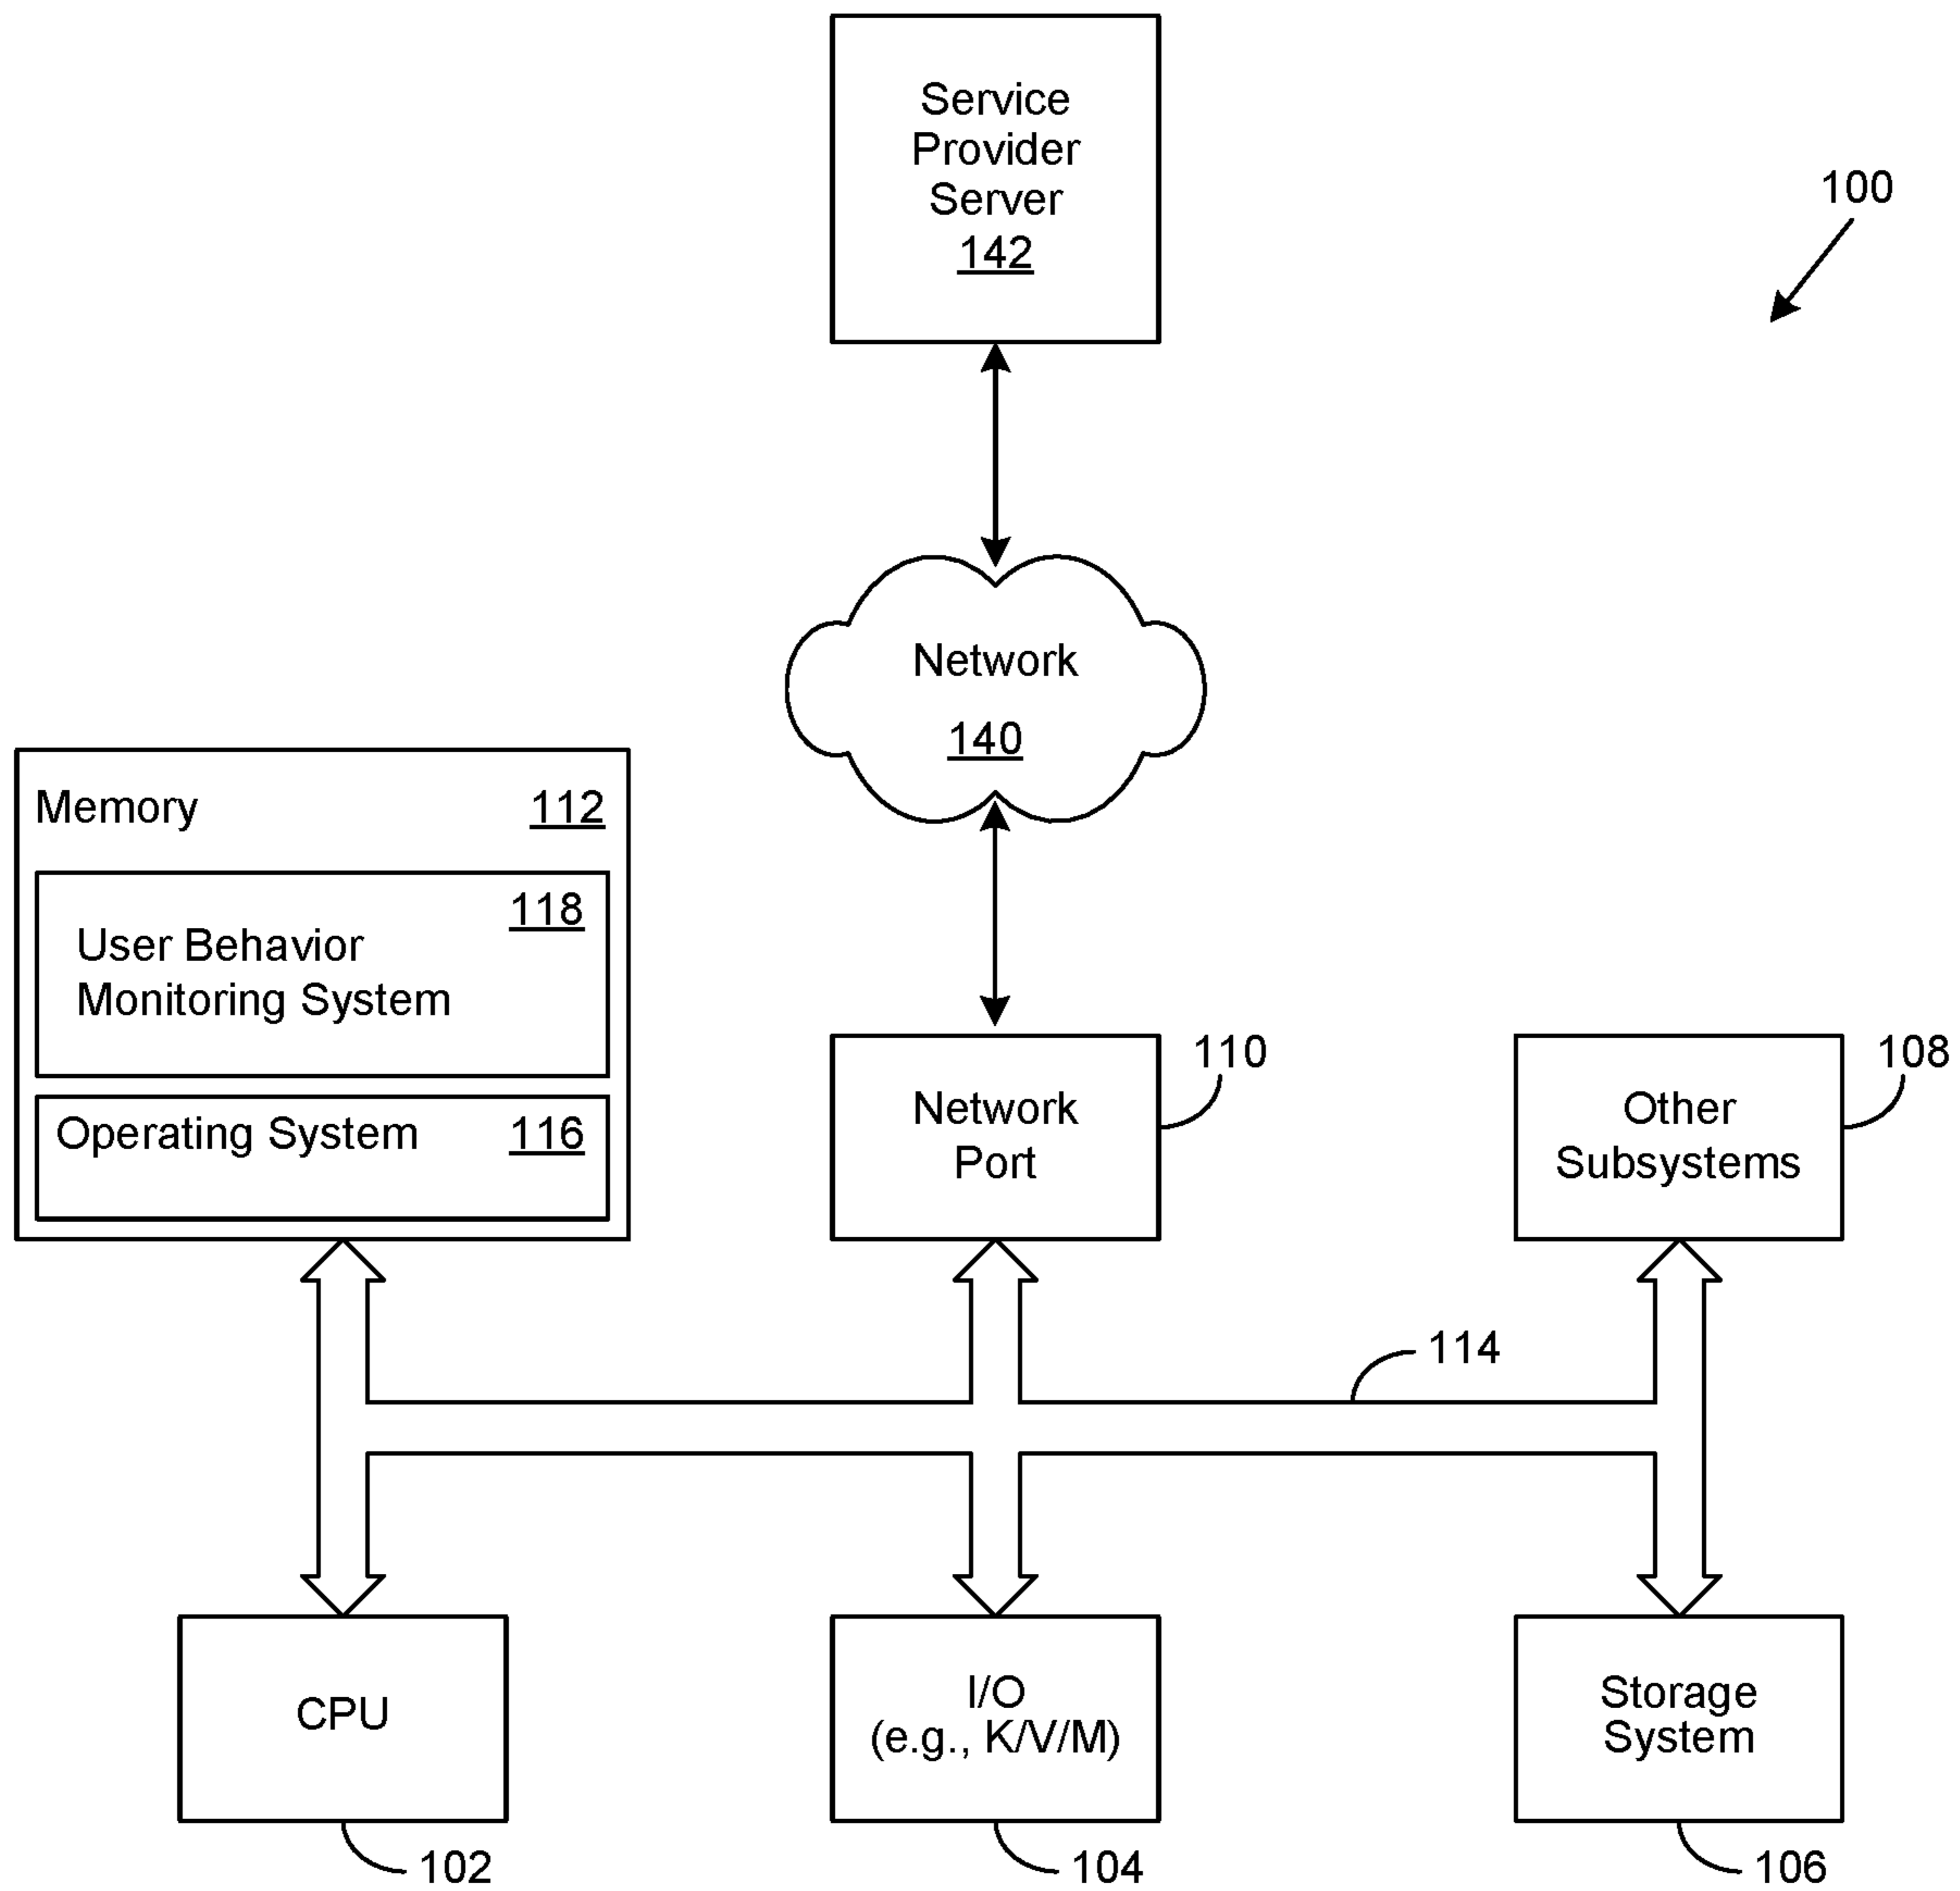 Service
Provider
Server
142
100
Network
140
Memory 112
118
User Behavior
Monitoring System
Operating System 116
110
Network
Port
108
Other
Subsystems
114
CPU
I/O
(e.g., K/V/M)
Storage
System
102
104
106